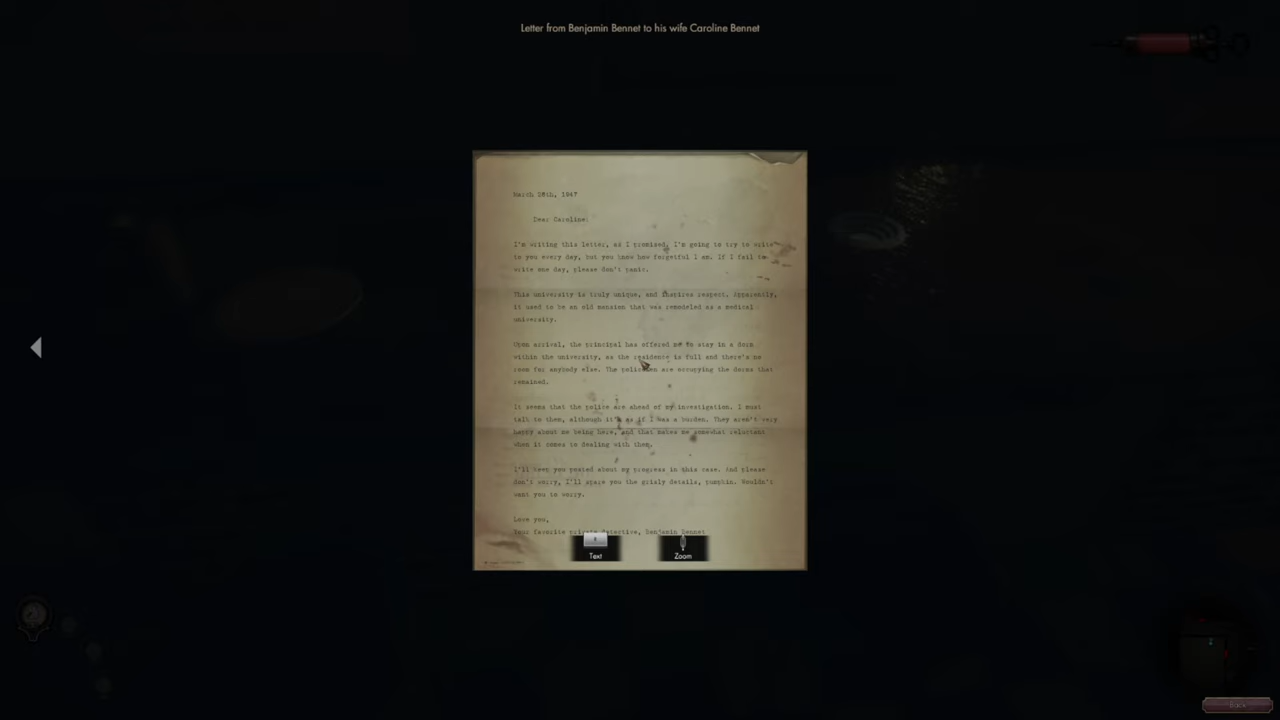 Letter from Benjamin Bennet to his wife Caroline Bennet
March 26th, 1947
Dear Caroline:
I'm writing this letter, as I promised. I'm going to try to write
to you every day, but you know how forgetful I am. If I fail to
write one day, please don't panic.
This university is truly unique, and inspires respect. Apparently,
it used to be an old mansion that was remodeled as a medical
university.
Upon arrival, the principal has offered me to stay in a dorm
within the university, as the residence is full and there's no
room for anybody else. The policemen are occupying the dorms that
remained.
It seems that the police are ahead of my investigation. I must
talk to them, although it's as if I was a burden. They aren't very
happy about me being here, and that makes me somewhat reluctant
when it comes to dealing with them.
I'll keep you posted about my progress in this case. And please
don't worry, I'll spare you the grisly details, pumpkin. Wouldn't
want you to worry.
Love you,
Your favorite private detective, Benjamin Bennet
Text
Zoom
Back